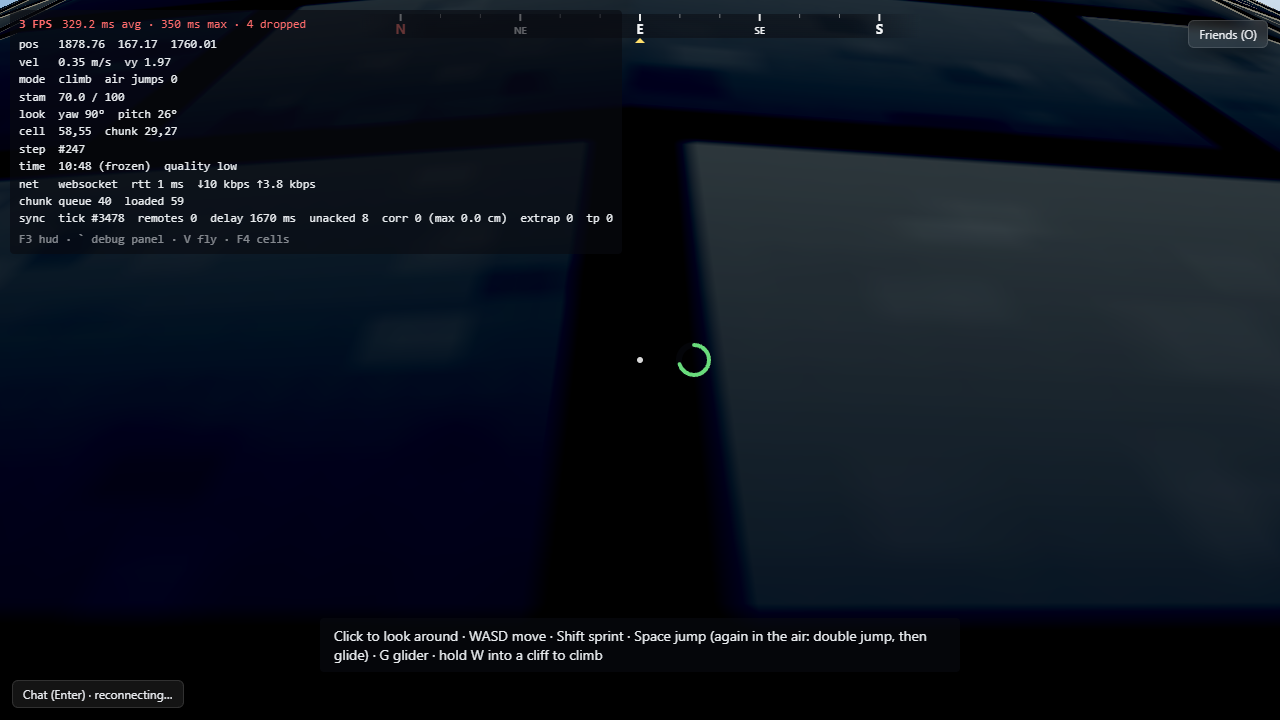 3 FPS 329.2 ms avg · 350 ms max · 4 dropped
pos 1878.76 167.17 1760.01
vel 0.35 m/s vy 1.97
mode climb air jumps 0
stam 70.0 / 100
look yaw 90° pitch 26°
cell 58,55 chunk 29,27
step #247
time 10:48 (frozen) quality low
net websocket rtt 1 ms ↓10 kbps ↑3.8 kbps
chunk queue 40 loaded 59
sync tick #3478 remotes 0 delay 1670 ms unacked 8 corr 0 (max 0.0 cm) extrap 0 tp 0
F3 hud · ` debug panel · V fly · F4 cells
N NE E SE S
Friends (O)
Click to look around · WASD move · Shift sprint · Space jump (again in the air: double jump, then
glide) · G glider · hold W into a cliff to climb
Chat (Enter) · reconnecting...